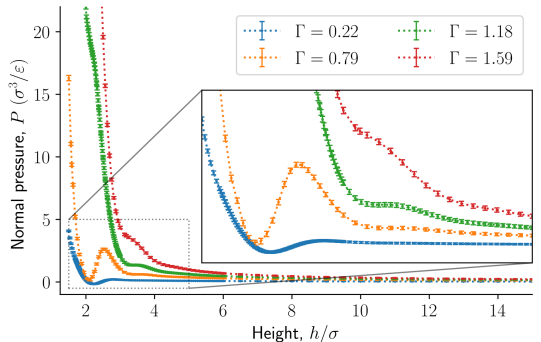 Normal pressure, P (σ³/ε)
20
15
10
5
0
Γ = 0.22
Γ = 0.79
Γ = 1.18
Γ = 1.59
2
4
6
8
10
12
14
Height, h/σ